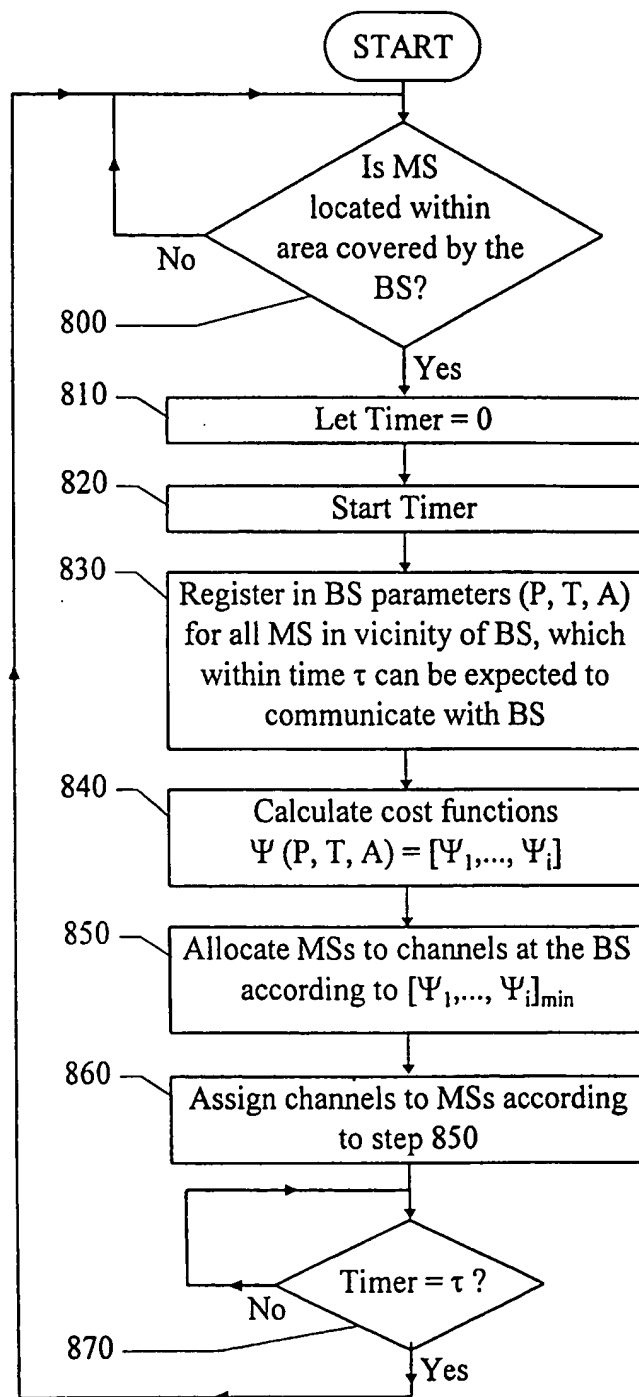 START
Is MS
located within
area covered by the
BS?
No
800
Yes
810
Let Timer = 0
820
Start Timer
830
Register in BS parameters (P, T, A)
for all MS in vicinity of BS, which
within time τ can be expected to
communicate with BS
840
Calculate cost functions
Ψ (P, T, A) = [Ψ₁,..., Ψᵢ]
850
Allocate MSs to channels at the BS
according to [Ψ₁,..., Ψᵢ]min
860
Assign channels to MSs according
to step 850
Timer = τ ?
No
870
Yes